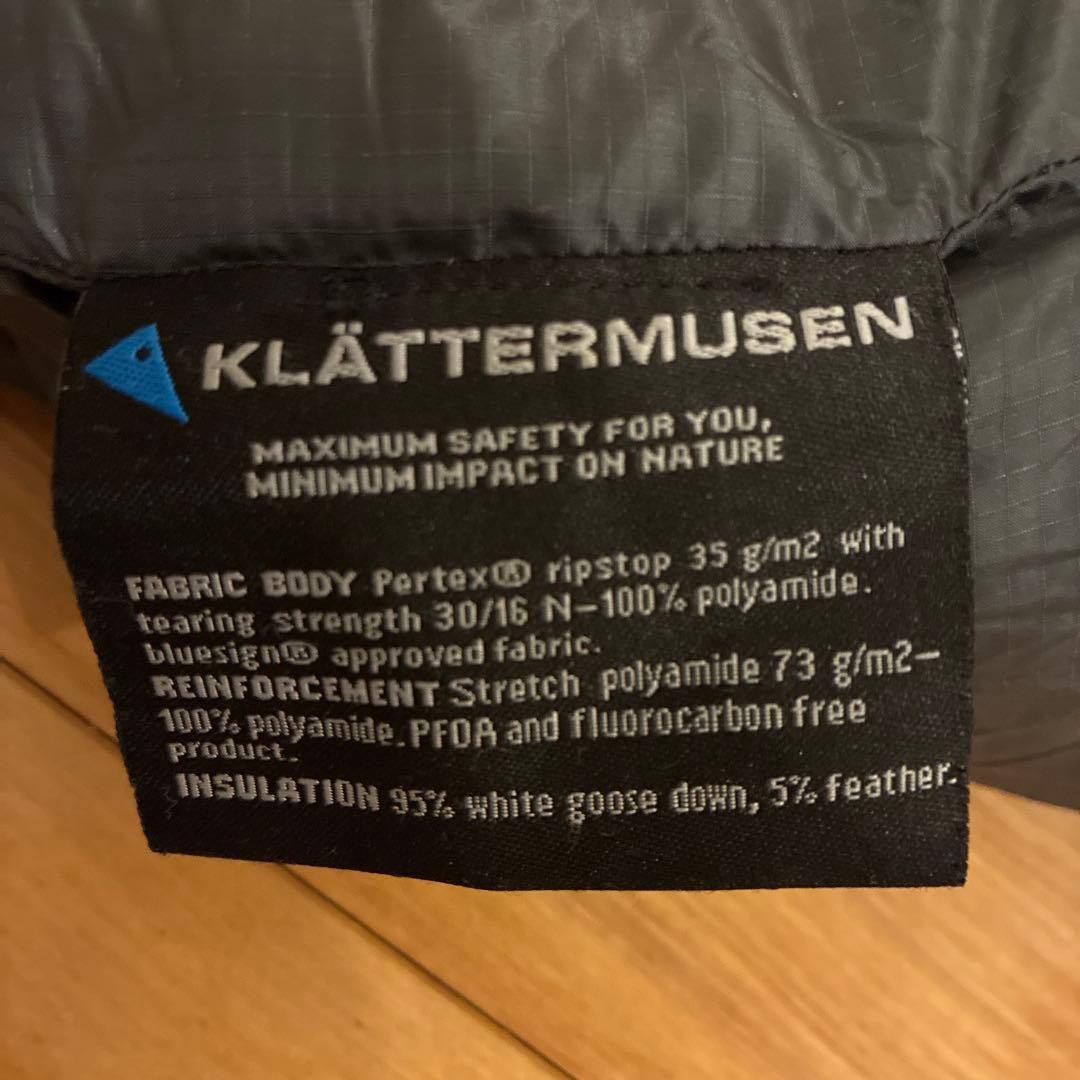 KLÄTTERMUSEN
MAXIMUM SAFETY FOR YOU,
MINIMUM IMPACT ON NATURE
FABRIC BODY Pertex® ripstop 35 g/m2 with
tearing strength 30/16 N-100% polyamide.
bluesign® approved fabric.
REINFORCEMENT Stretch polyamide 73 g/m2-
100% polyamide. PFOA and fluorocarbon free
product.
INSULATION 95% white goose down, 5% feather.